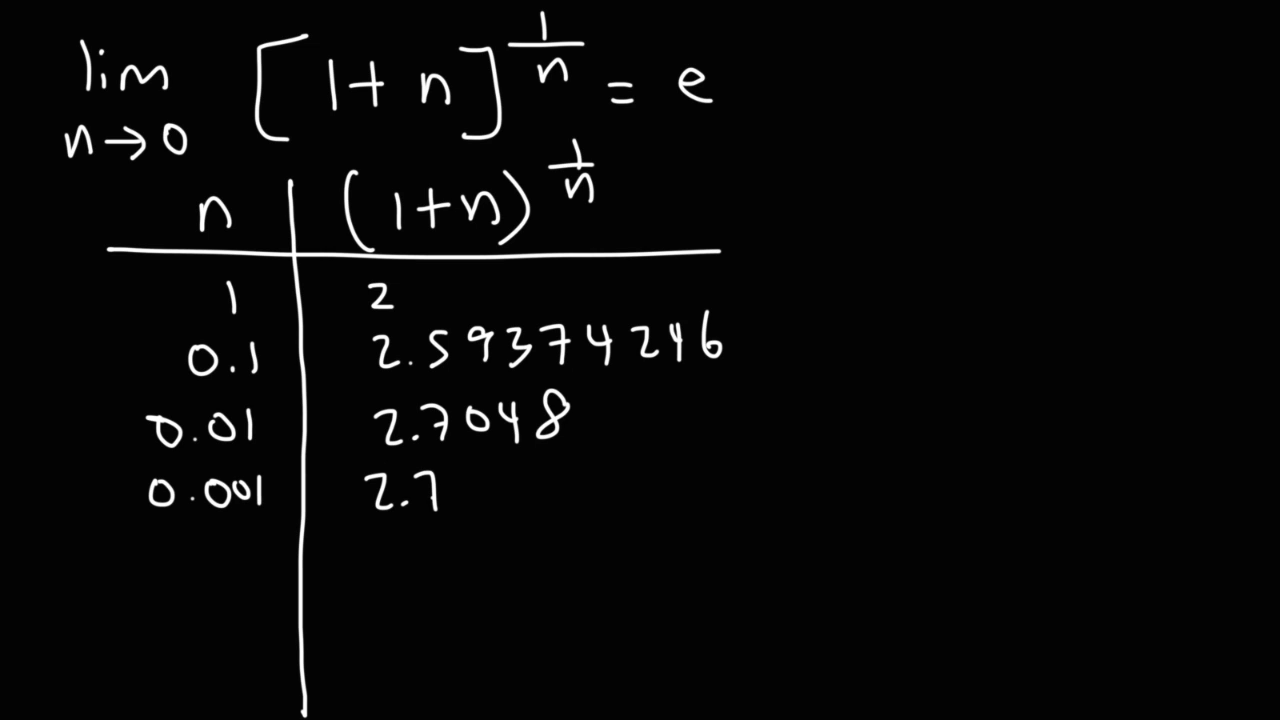 lim n→0 [1+n]^(1/n) = e
n | (1+n)^(1/n)
1 | 2
0.1 | 2.59374246
0.01 | 2.7048
0.001 | 2.7